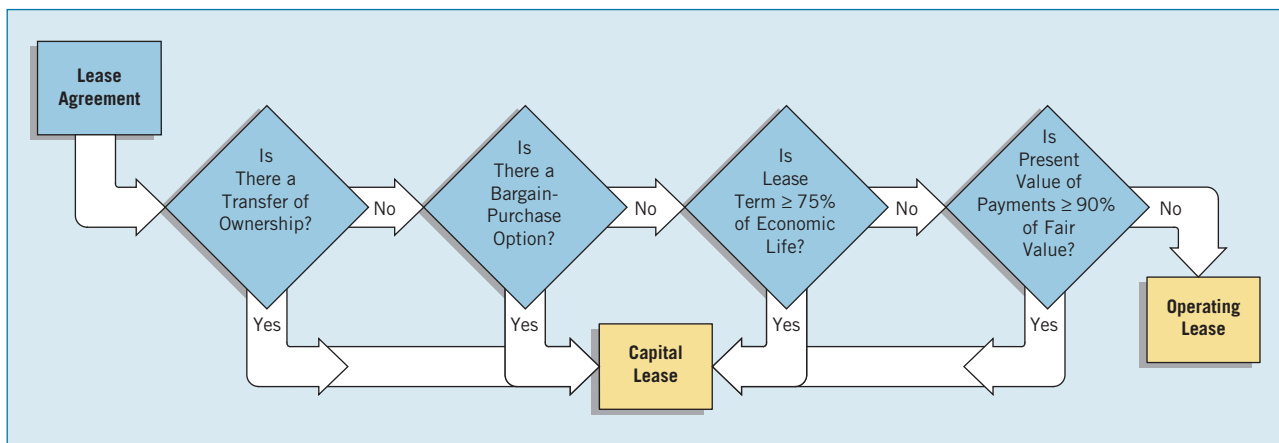 Lease
Agreement
Is
There a
Transfer of
Ownership?
No
Is
There a
Bargain-
Purchase
Option?
No
Is
Lease
Term ≥ 75%
of Economic
Life?
No
Is
Present
Value of
Payments ≥ 90%
of Fair
Value?
No
Yes
Yes
Yes
Yes
Capital
Lease
Operating
Lease